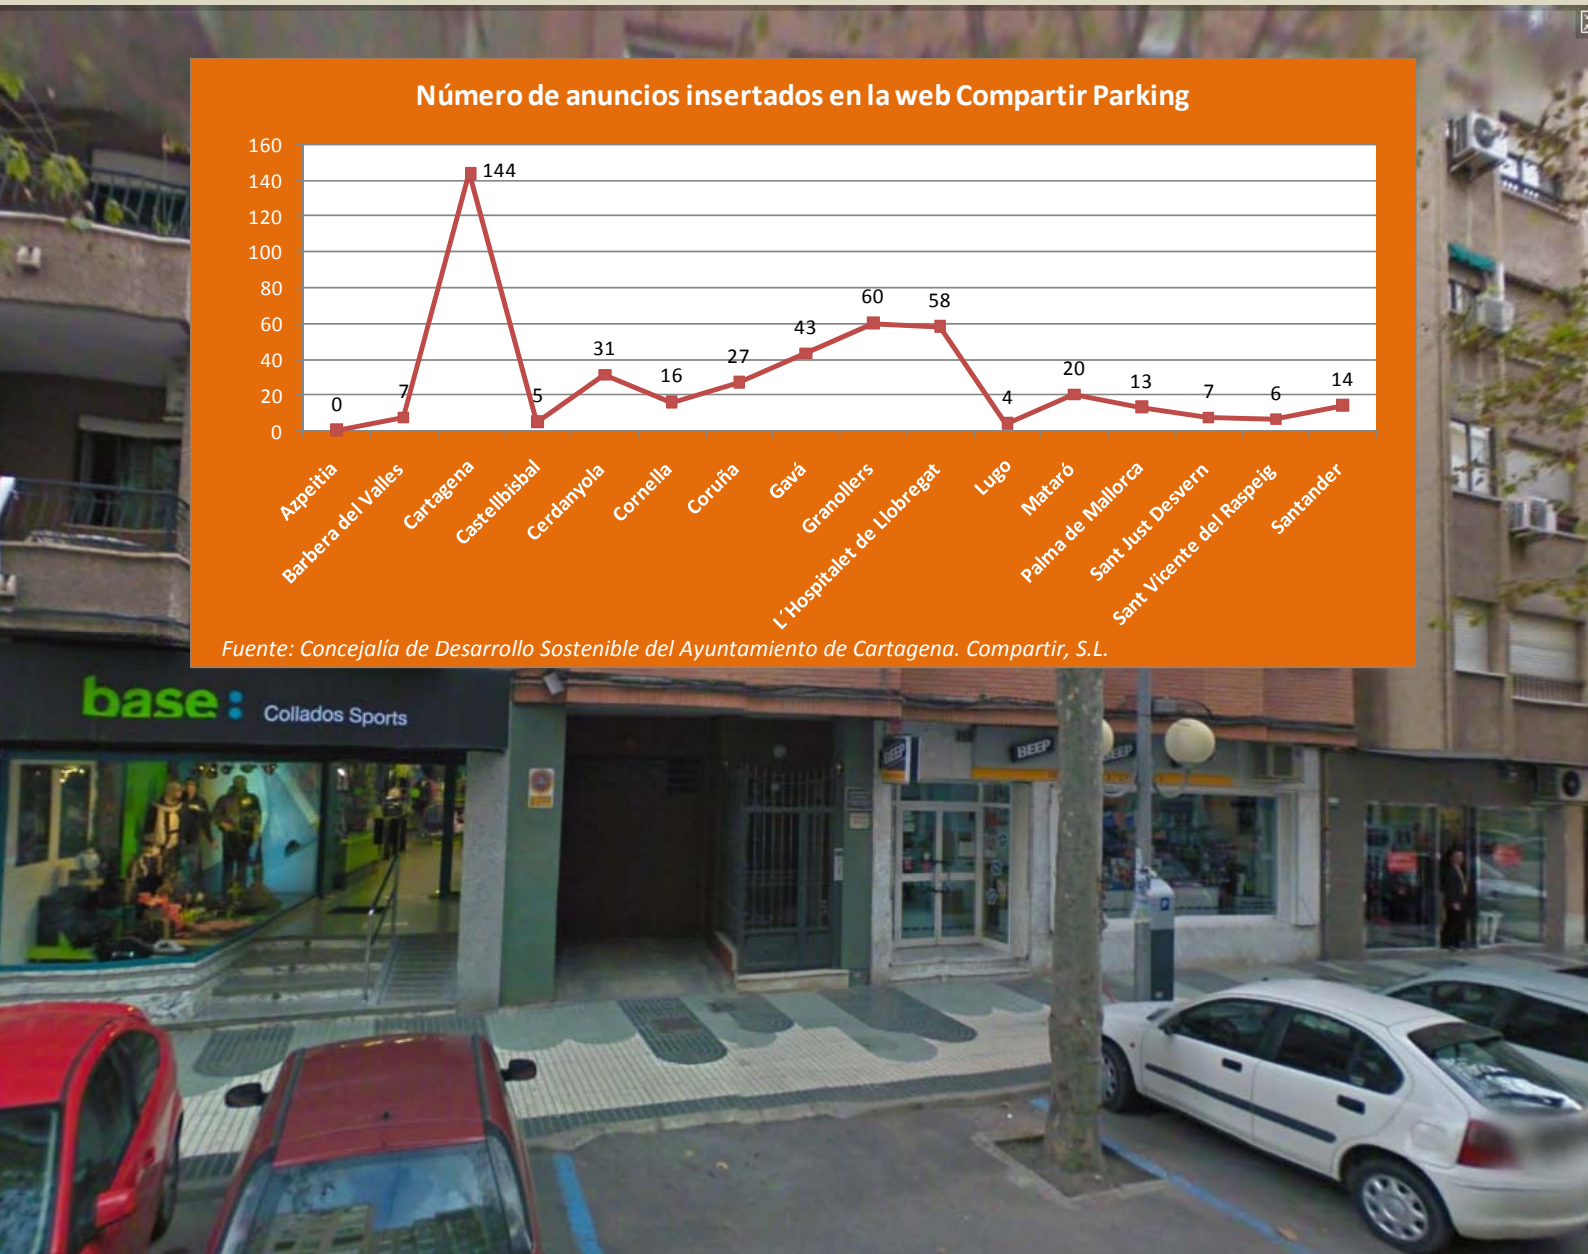 Número de anuncios insertados en la web Compartir Parking
160
140
120
100
80
60
40
20
0
0
7
144
5
31
16
27
43
60
58
4
20
13
7
6
14
Azpeitia
Barbera del Valles
Cartagena
Castellbisbal
Cerdanyola
Cornella
Coruña
Gavá
Granollers
L´Hospitalet de Llobregat
Lugo
Mataró
Palma de Mallorca
Sant Just Desvern
Sant Vicente del Raspeig
Santander
Fuente: Concejalía de Desarrollo Sostenible del Ayuntamiento de Cartagena. Compartir, S.L.
base: Collados Sports
BEEP
BEEP
BEEP
P